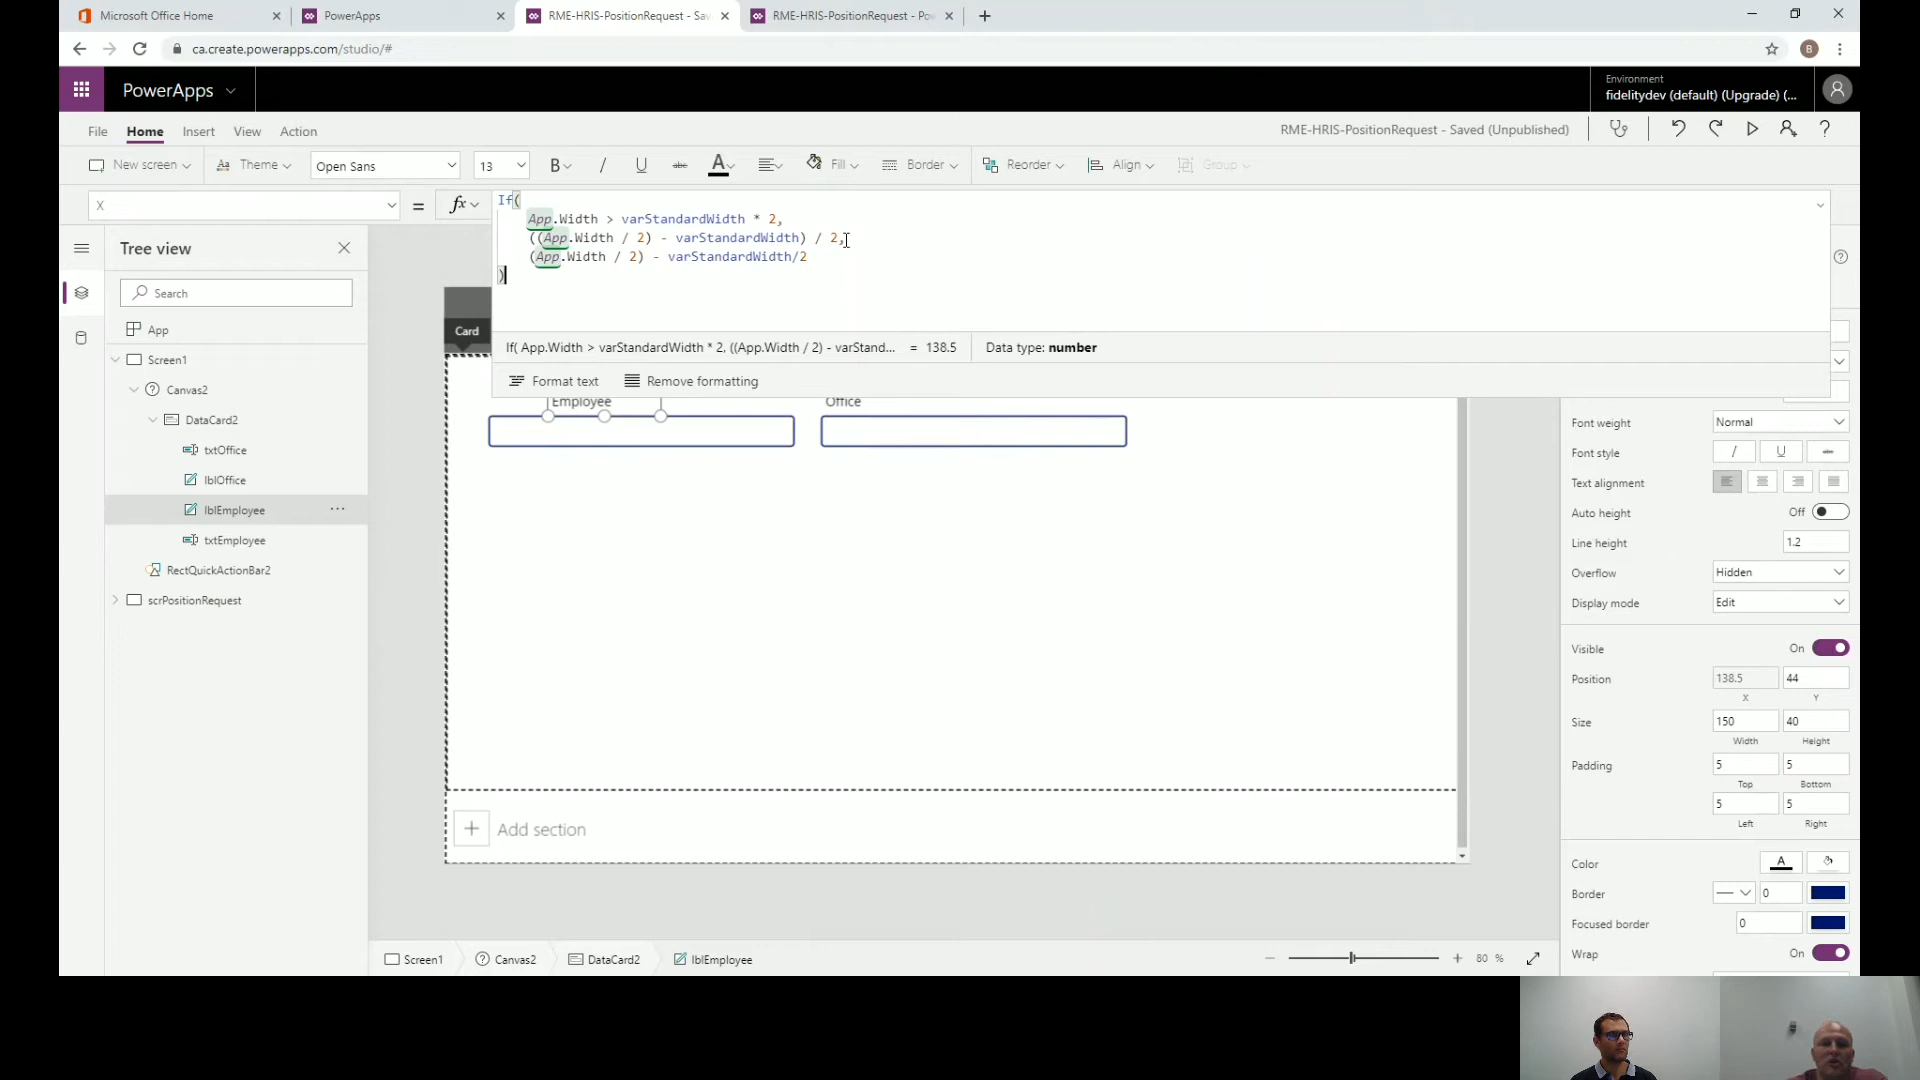 Microsoft Office Home
PowerApps
RME-HRIS-PositionRequest - Sav
RME-HRIS-PositionRequest - Pow
ca.create.powerapps.com/studio/#
B
PowerApps
Environment
fidelitydev (default) (Upgrade) (...
File Home Insert View Action
RME-HRIS-PositionRequest - Saved (Unpublished)
New screen Theme Open Sans 13 B / U abc A Fill Border Reorder Align Group
X = fx
If(
App.Width > varStandardWidth * 2,
((App.Width / 2) - varStandardWidth) / 2,
(App.Width / 2) - varStandardWidth/2
)
If( App.Width > varStandardWidth * 2, ((App.Width / 2) - varStand... = 138.5 Data type: number
Format text Remove formatting
Tree view
Search
App
Screen1
Canvas2
DataCard2
txtOffice
lblOffice
lblEmployee ...
txtEmployee
RectQuickActionBar2
scrPositionRequest
Card
Employee Office
Add section
Font weight Normal
Font style / U abc
Text alignment
Auto height Off
Line height 1.2
Overflow Hidden
Display mode Edit
Visible On
Position 138.5 44
X Y
Size 150 40
Width Height
Padding 5 5
Top Bottom
5 5
Left Right
Color A
Border 0
Focused border 0
Wrap On
Screen1 Canvas2 DataCard2 lblEmployee
80 %